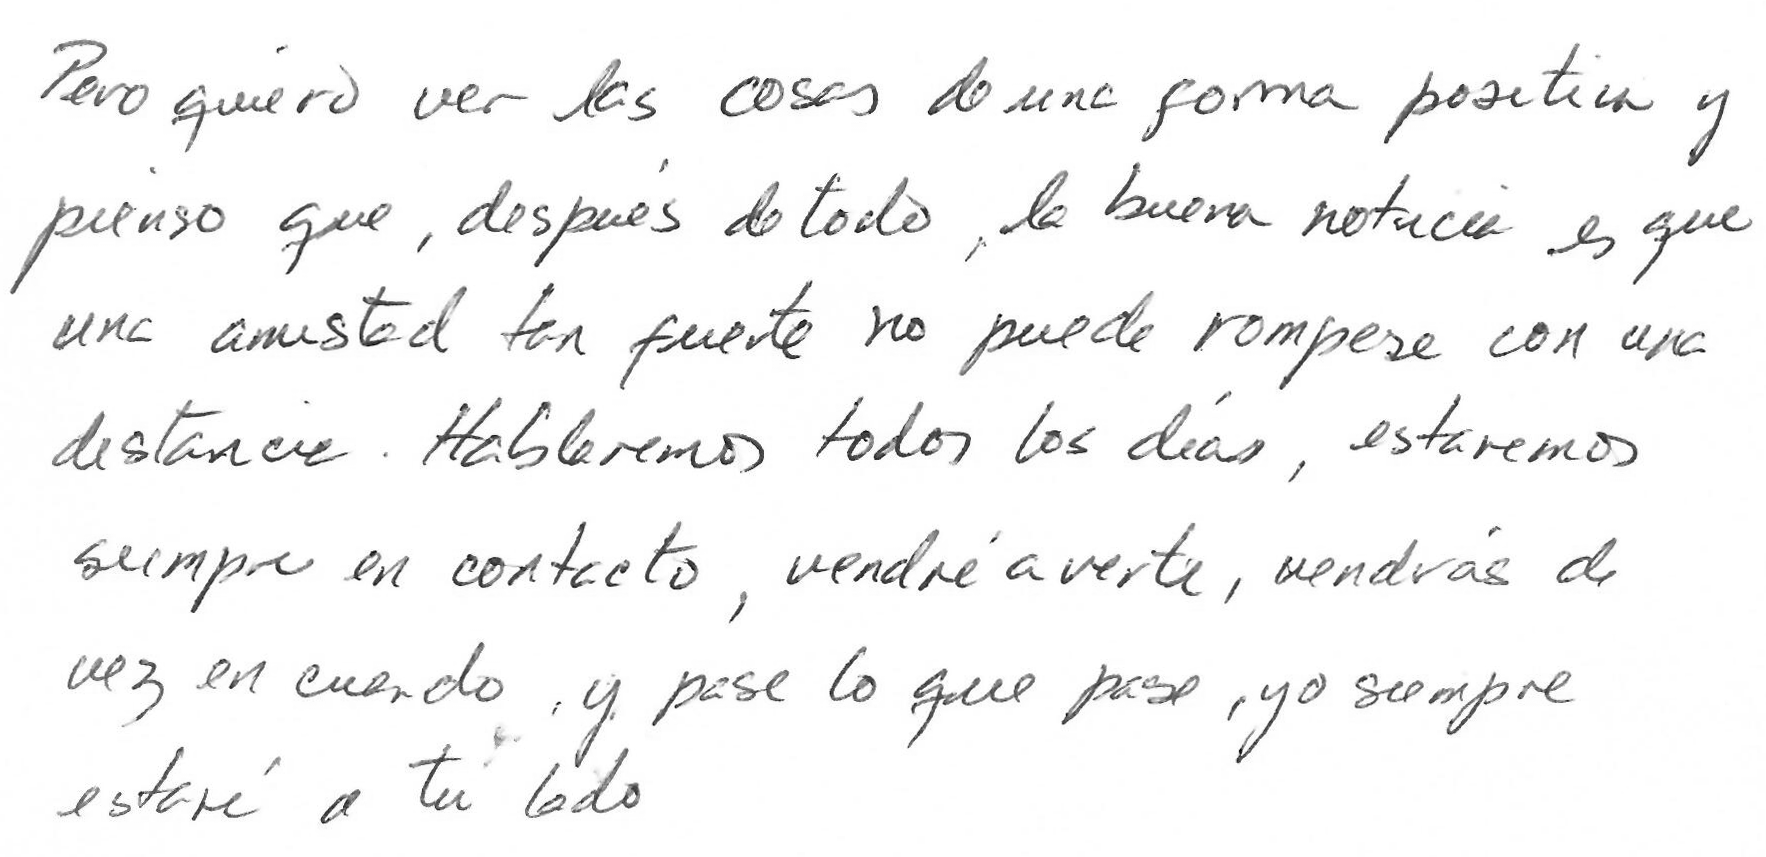 Pero quiero ver las cosas de una forma positiva y
pienso que, después de todo, la buena noticia es que
una amistad tan fuerte no puede romperse con una
distancia. Hablaremos todos los días, estaremos
siempre en contacto, vendré a verte, vendrás de
vez en cuando, y pase lo que pase, yo siempre
estaré a tú lado